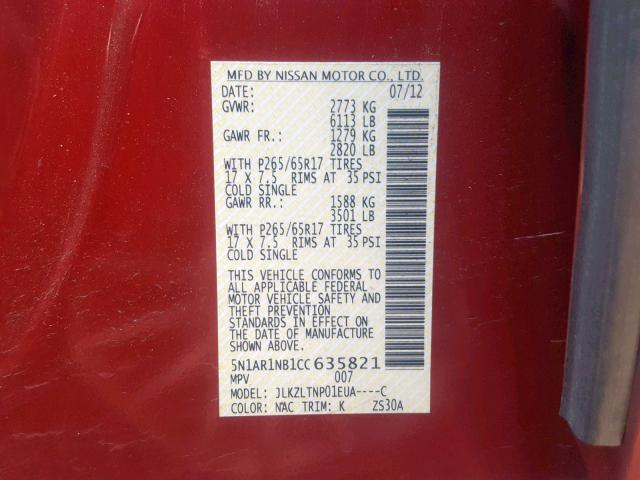 MFD BY NISSAN MOTOR CO., LTD.
DATE: 07/12
GVWR: 2773 KG
6113 LB
GAWR FR.: 1279 KG
2820 LB
WITH P265/65R17 TIRES
17 X 7.5 RIMS AT 35 PSI
COLD SINGLE
GAWR RR.: 1588 KG
3501 LB
WITH P265/65R17 TIRES
17 X 7.5 RIMS AT 35 PSI
COLD SINGLE
THIS VEHICLE CONFORMS TO
ALL APPLICABLE FEDERAL
MOTOR VEHICLE SAFETY AND
THEFT PREVENTION
STANDARDS IN EFFECT ON
THE DATE OF MANUFACTURE
SHOWN ABOVE.
5N1AR1NB1CC635821
MPV 007
MODEL: JLKZLTNP01EUA----C
COLOR: NAC TRIM: K ZS30A